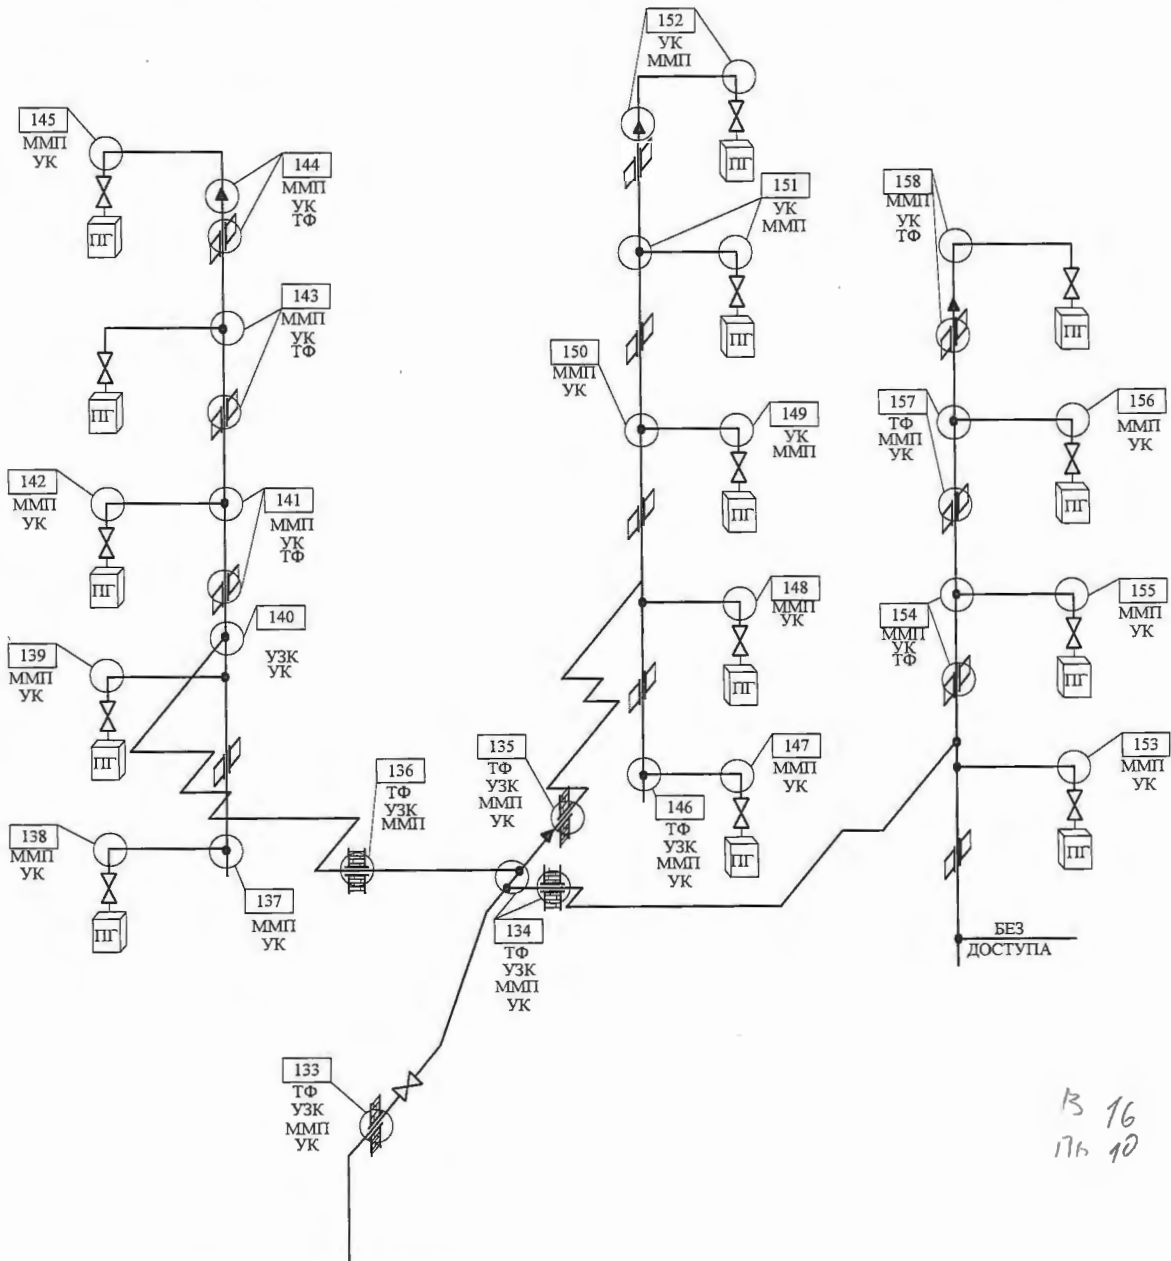 152
УК
ММП
145
ММП
УК
ПГ
144
ММП
УК
ТФ
ПГ
151
УК
ММП
158
ММП
УК
ТФ
143
ММП
УК
ТФ
ПГ
ПГ
ПГ
150
ММП
УК
149
УК
ММП
157
ТФ
ММП
УК
156
ММП
УК
ПГ
142
ММП
УК
141
ММП
УК
ТФ
ПГ
ПГ
ПГ
148
ММП
УК
155
ММП
УК
154
ММП
УК
ТФ
140
УЗК
УК
139
ММП
УК
ПГ
ПГ
ПГ
135
ТФ
УЗК
ММП
УК
147
ММП
УК
153
ММП
УК
136
ТФ
УЗК
ММП
146
ТФ
УЗК
ММП
УК
138
ММП
УК
ПГ
ПГ
137
ММП
УК
ПГ
134
ТФ
УЗК
ММП
УК
БЕЗ
ДОСТУПА
133
ТФ
УЗК
ММП
УК
В 16
Пв 10